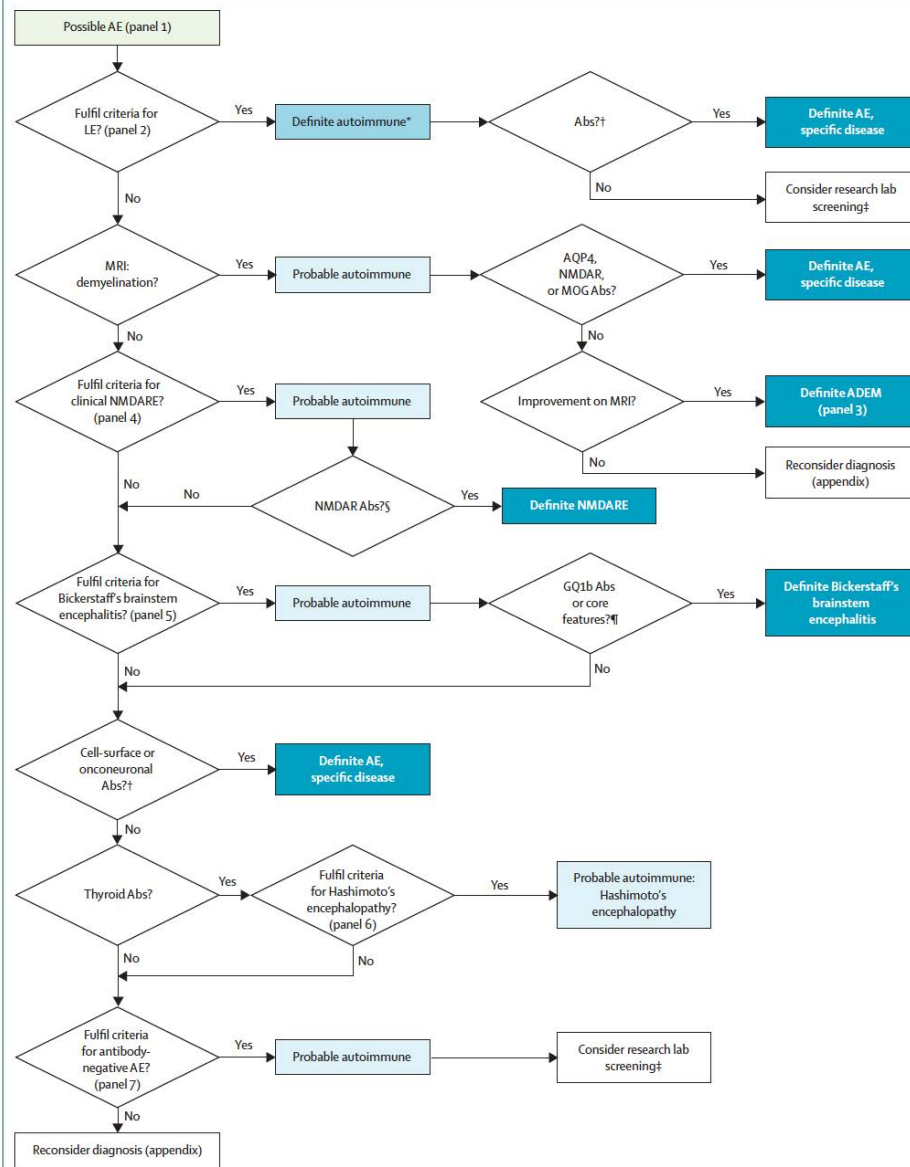 Possible AE (panel 1)
Fulfil criteria for
LE? (panel 2)
Yes
Definite autoimmune*
Abs?†
Yes
Definite AE,
specific disease
No
Consider research lab
screening‡
No
MRI:
demyelination?
Yes
Probable autoimmune
AQP4,
NMDAR,
or MOG Abs?
Yes
Definite AE,
specific disease
No
No
Fulfil criteria for
clinical NMDARE?
(panel 4)
Yes
Probable autoimmune
Improvement on MRI?
Yes
Definite ADEM
(panel 3)
No
Reconsider diagnosis
(appendix)
No
No
NMDAR Abs?§
Yes
Definite NMDARE
Fulfil criteria for
Bickerstaff's brainstem
encephalitis? (panel 5)
Yes
Probable autoimmune
GQ1b Abs
or core
features?¶
Yes
Definite Bickerstaff's
brainstem
encephalitis
No
No
Cell-surface or
onconeuronal
Abs?†
Yes
Definite AE,
specific disease
No
Thyroid Abs?
Yes
Fulfil criteria
for Hashimoto's
encephalopathy?
(panel 6)
Yes
Probable autoimmune:
Hashimoto's
encephalopathy
No
No
Fulfil criteria
for antibody-
negative AE?
(panel 7)
Yes
Probable autoimmune
Consider research lab
screening‡
No
Reconsider diagnosis (appendix)